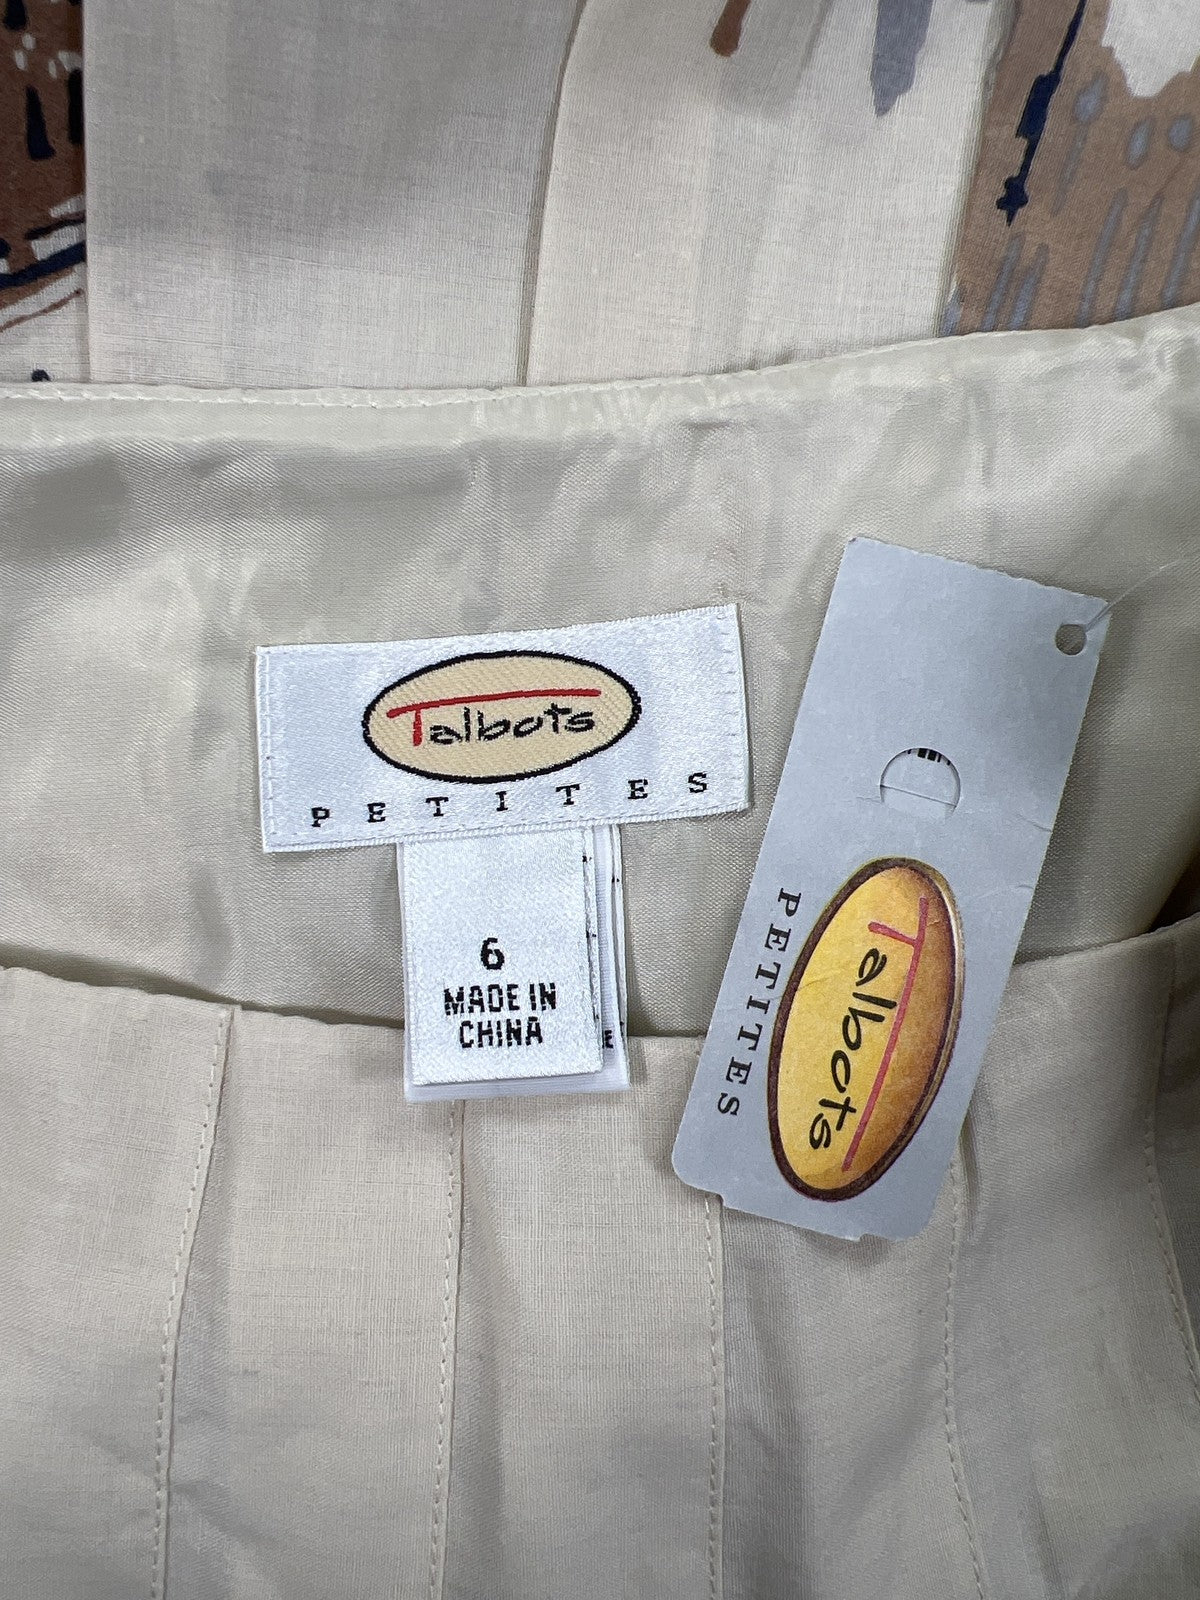 Talbots
PETITES
6
MADE IN
CHINA
E
Talbots
PETITES